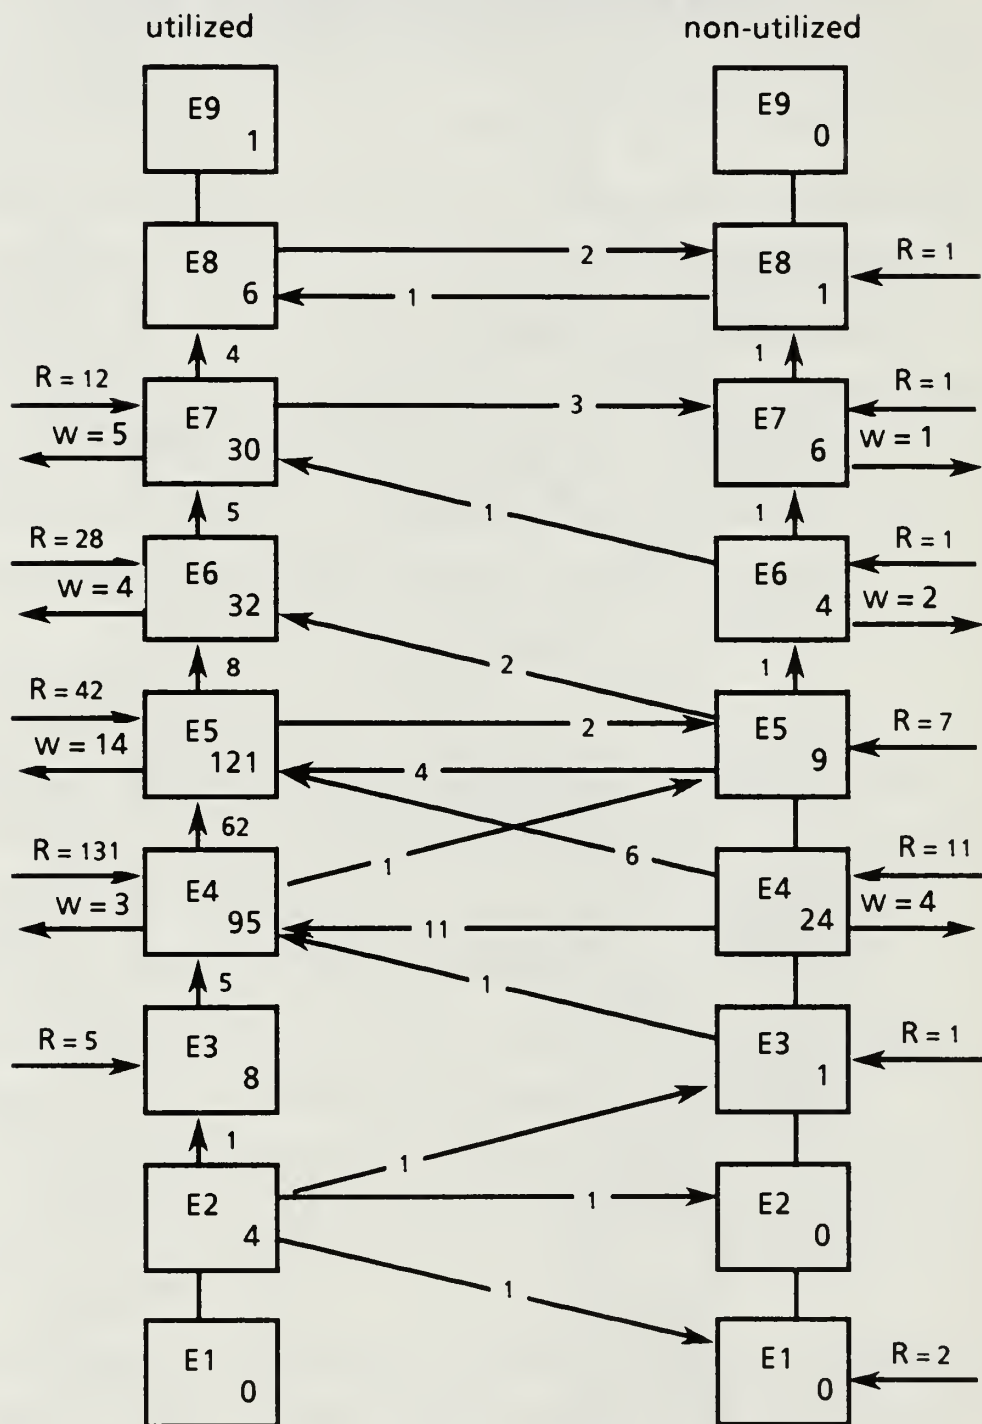 utilized non-utilized
E9 E9
1 0
E8 2 E8 R = 1
6 1 1
4 1
R = 12 E7 3 E7 R = 1
W = 5 30 6 W = 1
5 1 1
R = 28 E6 E6 R = 1
W = 4 32 4 W = 2
8 2 1
R = 42 E5 2 E5 R = 7
W = 14 121 4 9
62
R = 131 E4 1 6 E4 R = 11
W = 3 95 11 24 W = 4
5 1
R = 5 E3 E3 R = 1
8 1
1 1
E2 1 E2
4 0
1
E1 E1 R = 2
0 0